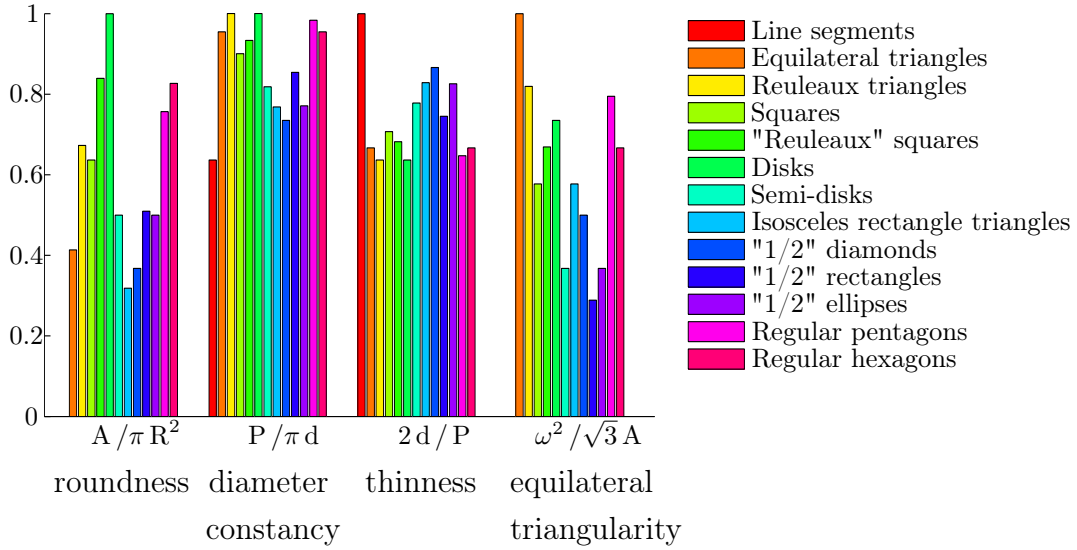 1
0.8
0.6
0.4
0.2
0
A /π R²
P /π d
2 d / P
ω² /√3 A
roundness
diameter
constancy
thinness
equilateral
triangularity
Line segments
Equilateral triangles
Reuleaux triangles
Squares
"Reuleaux" squares
Disks
Semi-disks
Isosceles rectangle triangles
"1/2" diamonds
"1/2" rectangles
"1/2" ellipses
Regular pentagons
Regular hexagons